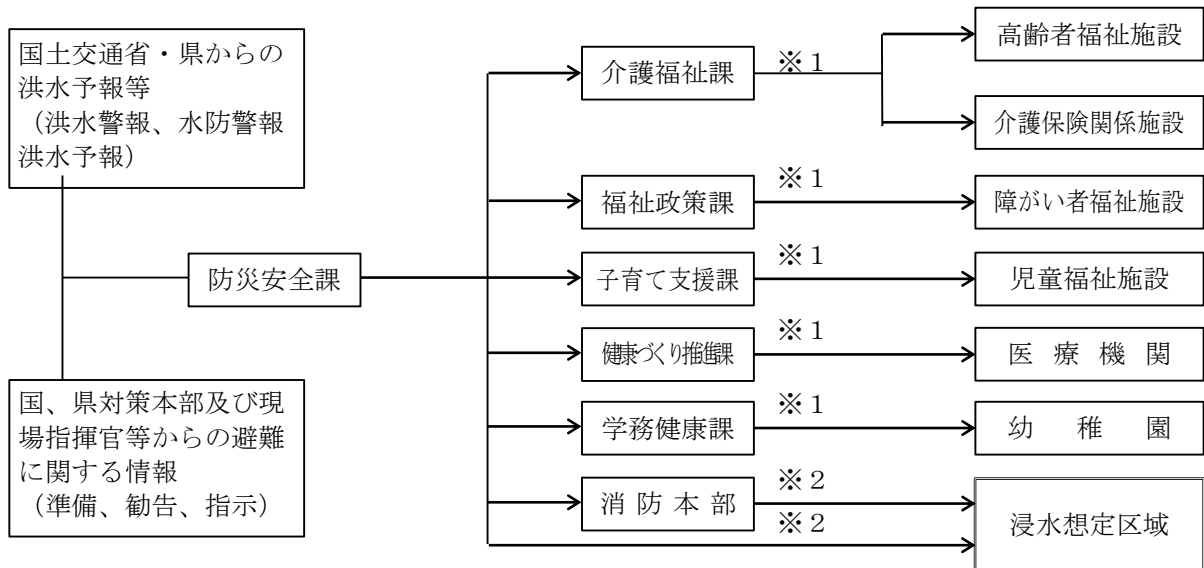 国土交通省・県からの
洪水予報等
（洪水警報、水防警報
洪水予報）
国、県対策本部及び現
場指揮官等からの避難
に関する情報
（準備、勧告、指示）
防災安全課
介護福祉課
※１
高齢者福祉施設
介護保険関係施設
福祉政策課
※１
障がい者福祉施設
子育て支援課
※１
児童福祉施設
健康づくり推進課
※１
医療機関
学務健康課
※１
幼稚園
消防本部
※２
※２
浸水想定区域